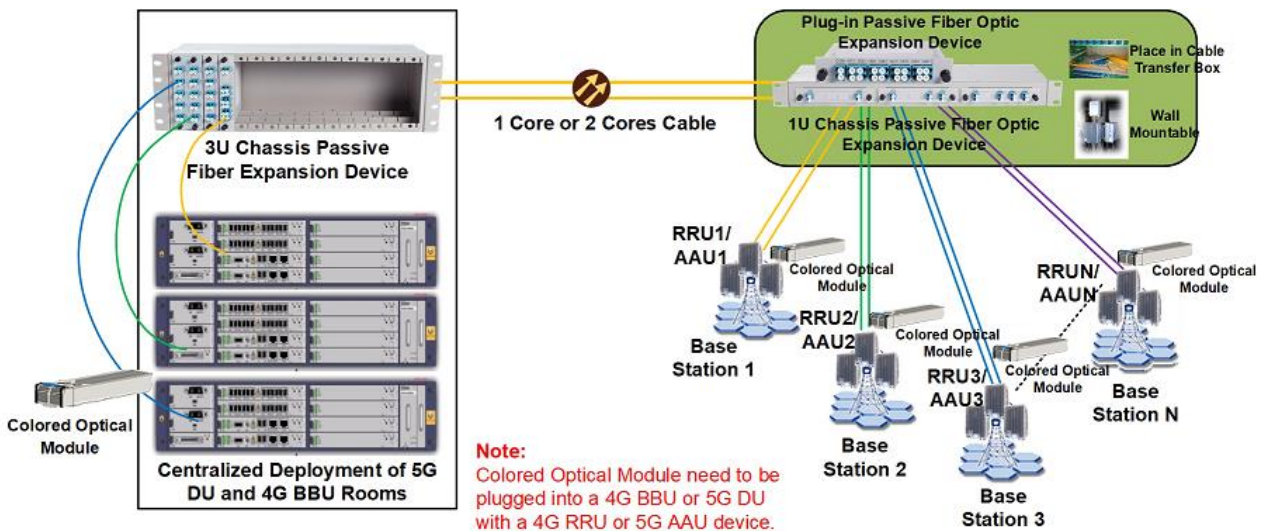 3U Chassis Passive
Fiber Expansion Device
1 Core or 2 Cores Cable
Plug-in Passive Fiber Optic
Expansion Device
1U Chassis Passive Fiber Optic
Expansion Device
Place in Cable
Transfer Box
Wall
Mountable
Colored Optical
Module
Centralized Deployment of 5G
DU and 4G BBU Rooms
RRU1/
AAU1
Colored Optical
Module
Base
Station 1
RRU2/
AAU2
Colored Optical
Module
Base
Station 2
RRU3/
AAU3
Colored Optical
Module
Base
Station 3
RRUN/
AAUN
Colored Optical
Module
Base
Station N
Note:
Colored Optical Module need to be
plugged into a 4G BBU or 5G DU
with a 4G RRU or 5G AAU device.